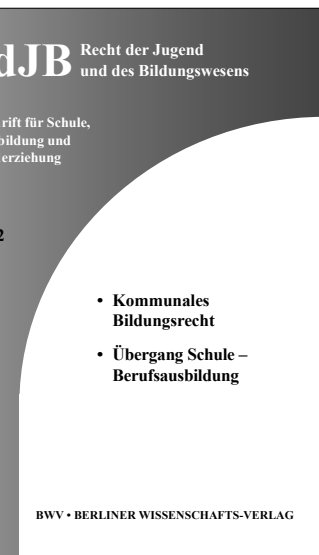 dJB Recht der Jugend
und des Bildungswesens
rift für Schule,
bildung und
erziehung
2
• Kommunales
Bildungsrecht
• Übergang Schule –
Berufsausbildung
BWV • BERLINER WISSENSCHAFTS-VERLAG